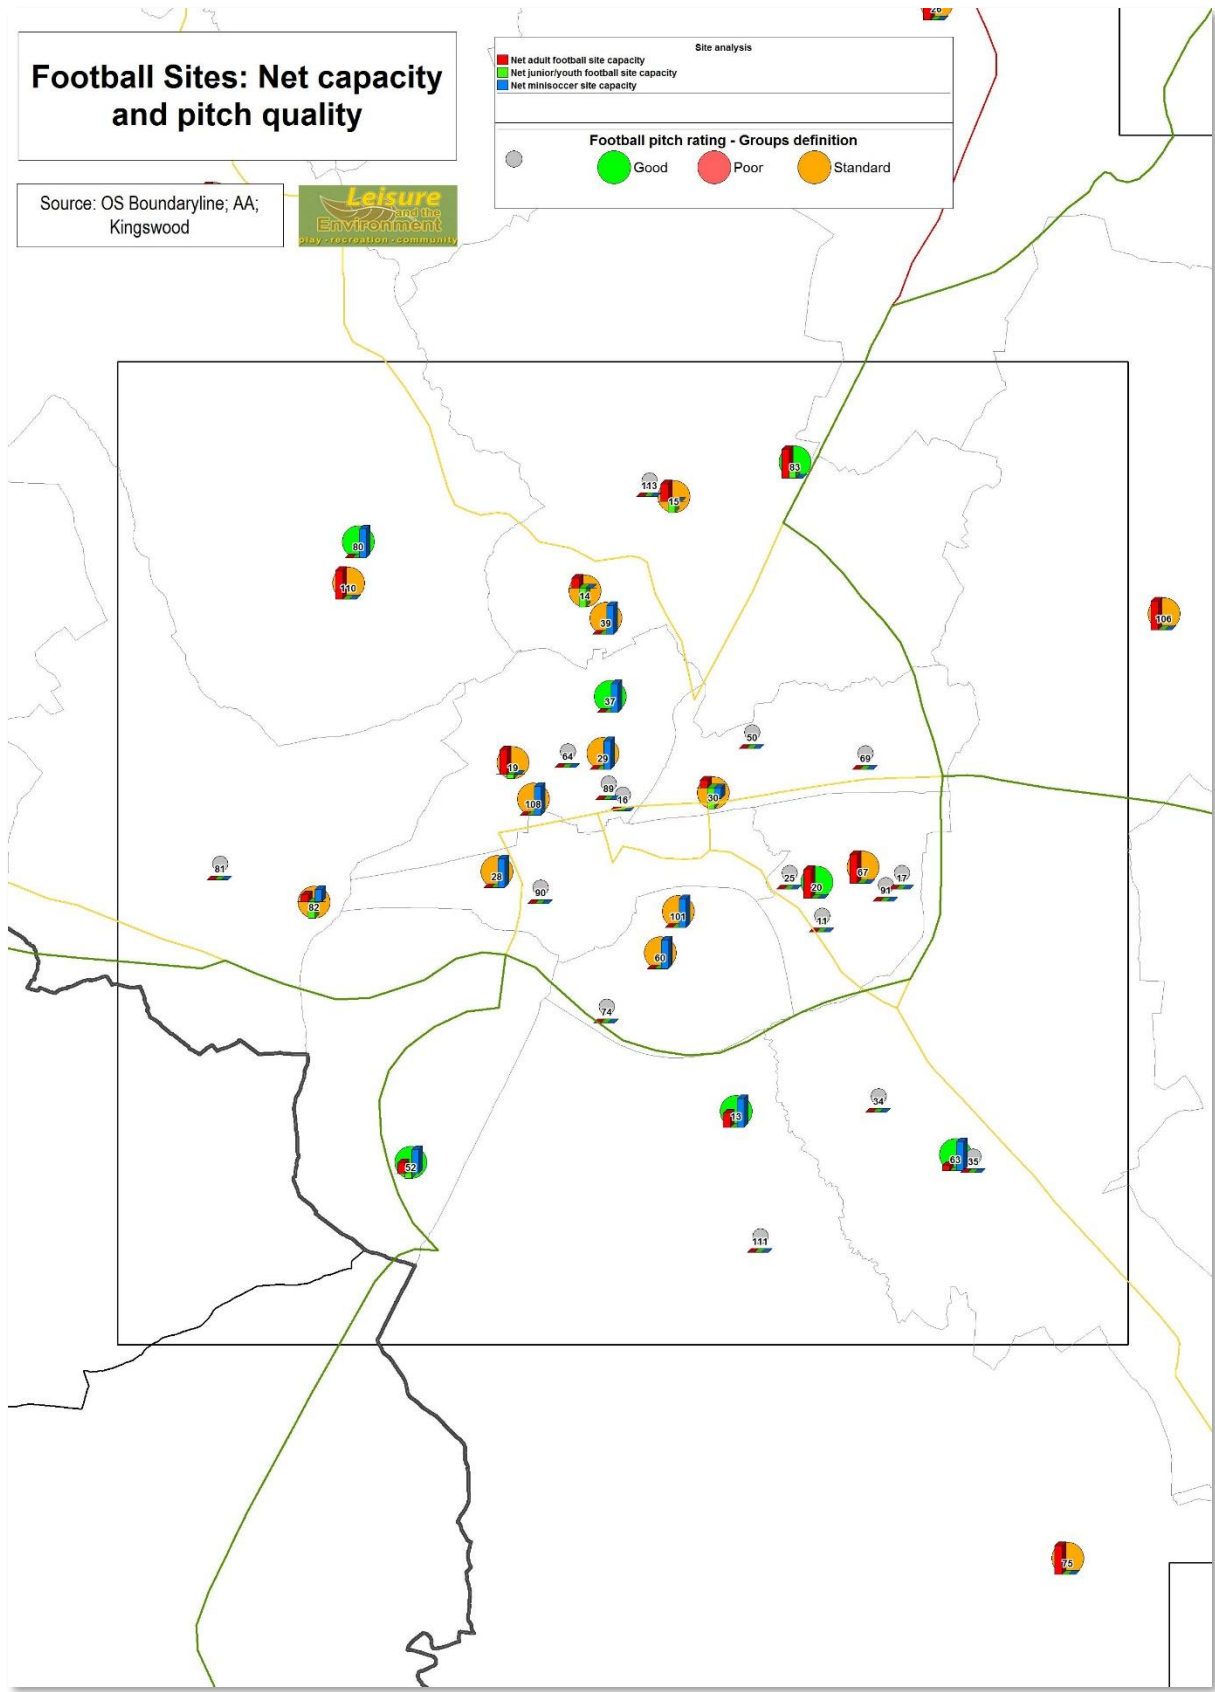 26
Football Sites: Net capacity
and pitch quality
Site analysis
Net adult football site capacity
Net junior/youth football site capacity
Net minisoccer site capacity
Football pitch rating - Groups definition
Good
Poor
Standard
Source: OS Boundaryline; AA;
Kingswood
Leisure
and the
Environment
play - recreation - community
83
113
15
80
110
14
39
106
37
50
64
29
69
19
89
16
108
30
81
28
90
25
20
67
91
17
82
101
11
60
74
13
34
52
63
35
111
75